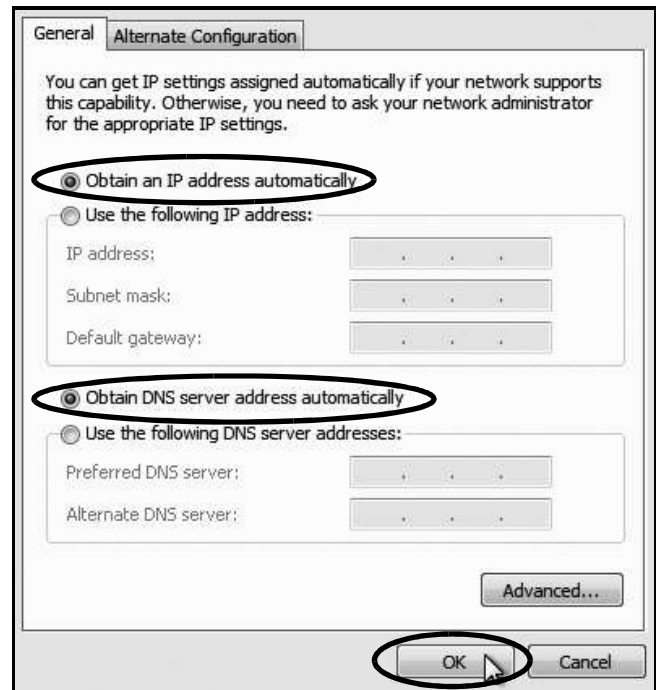 General
Alternate Configuration
You can get IP settings assigned automatically if your network supports
this capability. Otherwise, you need to ask your network administrator
for the appropriate IP settings.
Obtain an IP address automatically
Use the following IP address:
IP address:
Subnet mask:
Default gateway:
Obtain DNS server address automatically
Use the following DNS server addresses:
Preferred DNS server:
Alternate DNS server:
Advanced...
OK
Cancel